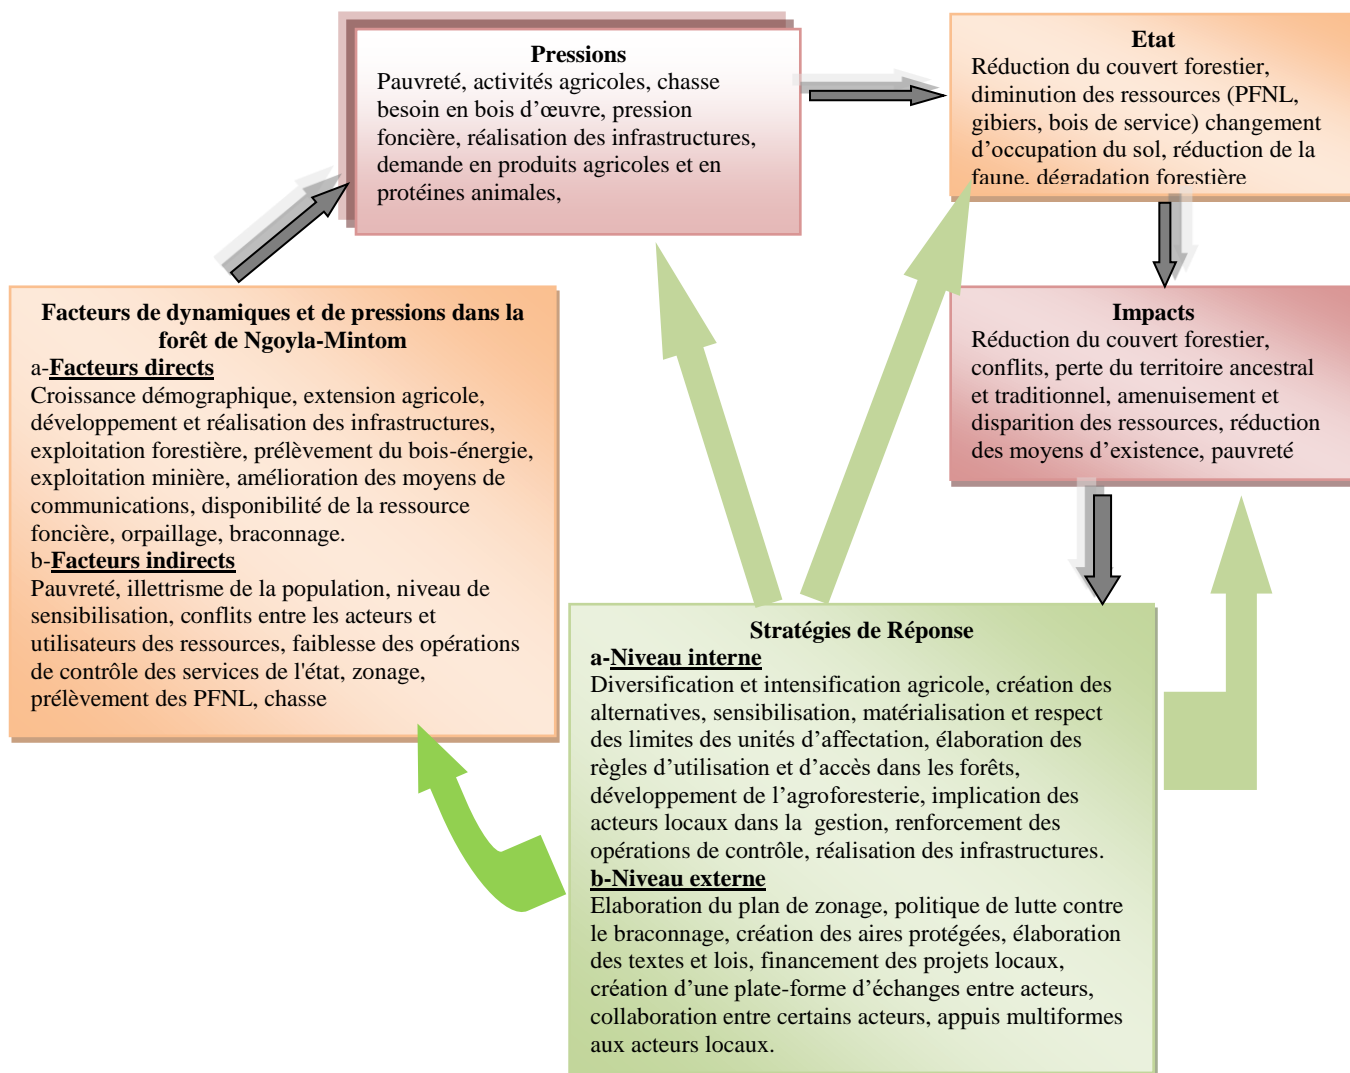 Pressions
Pauvreté, activités agricoles, chasse
besoin en bois d’œuvre, pression
foncière, réalisation des infrastructures,
demande en produits agricoles et en
protéines animales,
Etat
Réduction du couvert forestier,
diminution des ressources (PFNL,
gibiers, bois de service) changement
d’occupation du sol, réduction de la
faune, dégradation forestière
Facteurs de dynamiques et de pressions dans la
forêt de Ngoyla-Mintom
a-Facteurs directs
Croissance démographique, extension agricole,
développement et réalisation des infrastructures,
exploitation forestière, prélèvement du bois-énergie,
exploitation minière, amélioration des moyens de
communications, disponibilité de la ressource
foncière, orpaillage, braconnage.
b-Facteurs indirects
Pauvreté, illettrisme de la population, niveau de
sensibilisation, conflits entre les acteurs et
utilisateurs des ressources, faiblesse des opérations
de contrôle des services de l'état, zonage,
prélèvement des PFNL, chasse
Impacts
Réduction du couvert forestier,
conflits, perte du territoire ancestral
et traditionnel, amenuisement et
disparition des ressources, réduction
des moyens d’existence, pauvreté
Stratégies de Réponse
a-Niveau interne
Diversification et intensification agricole, création des
alternatives, sensibilisation, matérialisation et respect
des limites des unités d’affectation, élaboration des
règles d’utilisation et d’accès dans les forêts,
développement de l’agroforesterie, implication des
acteurs locaux dans la gestion, renforcement des
opérations de contrôle, réalisation des infrastructures.
b-Niveau externe
Elaboration du plan de zonage, politique de lutte contre
le braconnage, création des aires protégées, élaboration
des textes et lois, financement des projets locaux,
création d’une plate-forme d’échanges entre acteurs,
collaboration entre certains acteurs, appuis multiformes
aux acteurs locaux.